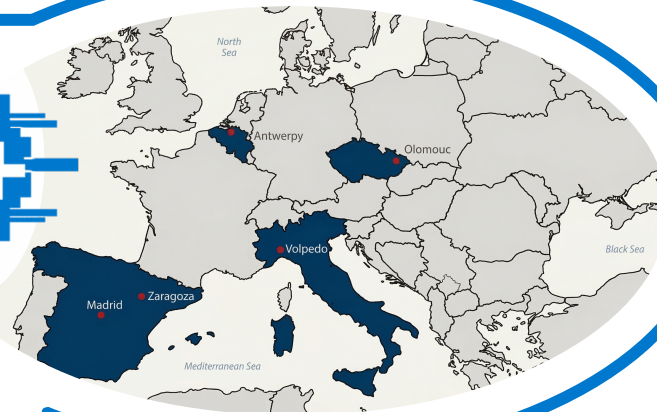 North
Sea
Antwerpy
Olomouc
Volpedo
Black Sea
Zaragoza
Madrid
Mediterranean Sea